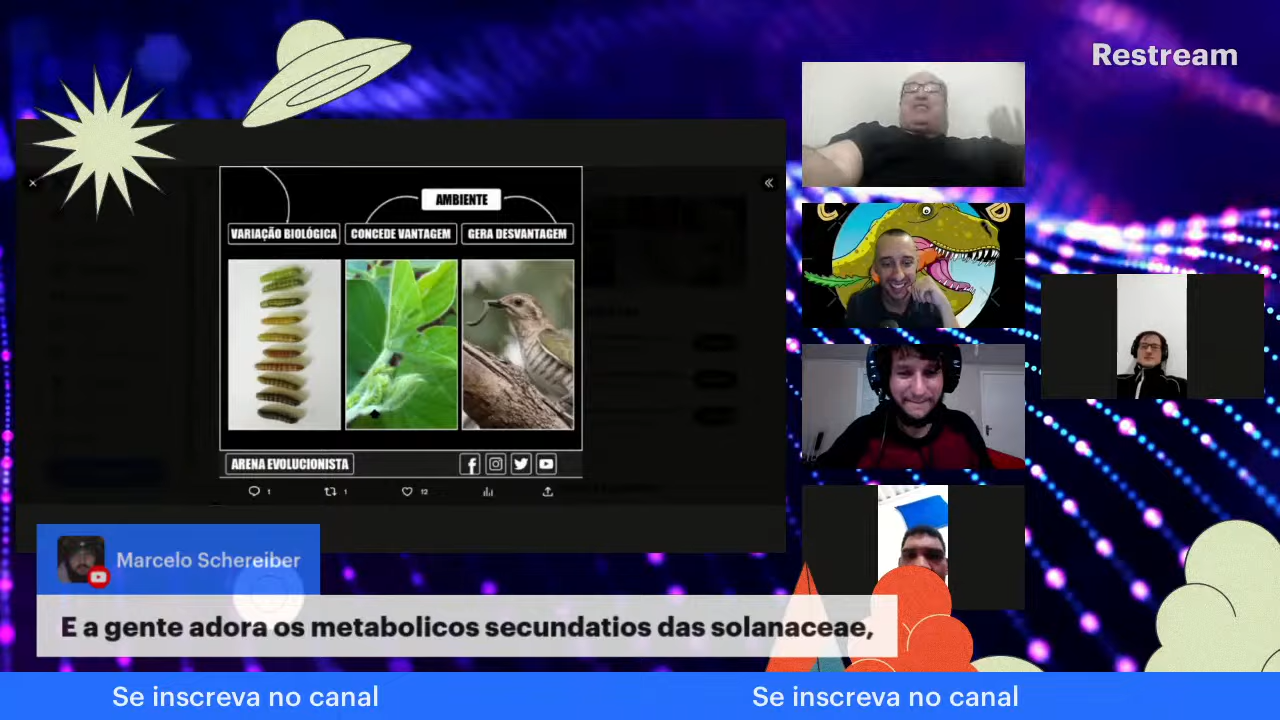 Restream
AMBIENTE
VARIAÇÃO BIOLÓGICA
CONCEDE VANTAGEM
GERA DESVANTAGEM
ARENA EVOLUCIONISTA
1
1
12
Marcelo Schereiber
E a gente adora os metabolicos secundatios das solanaceae,
Se inscreva no canal
Se inscreva no canal